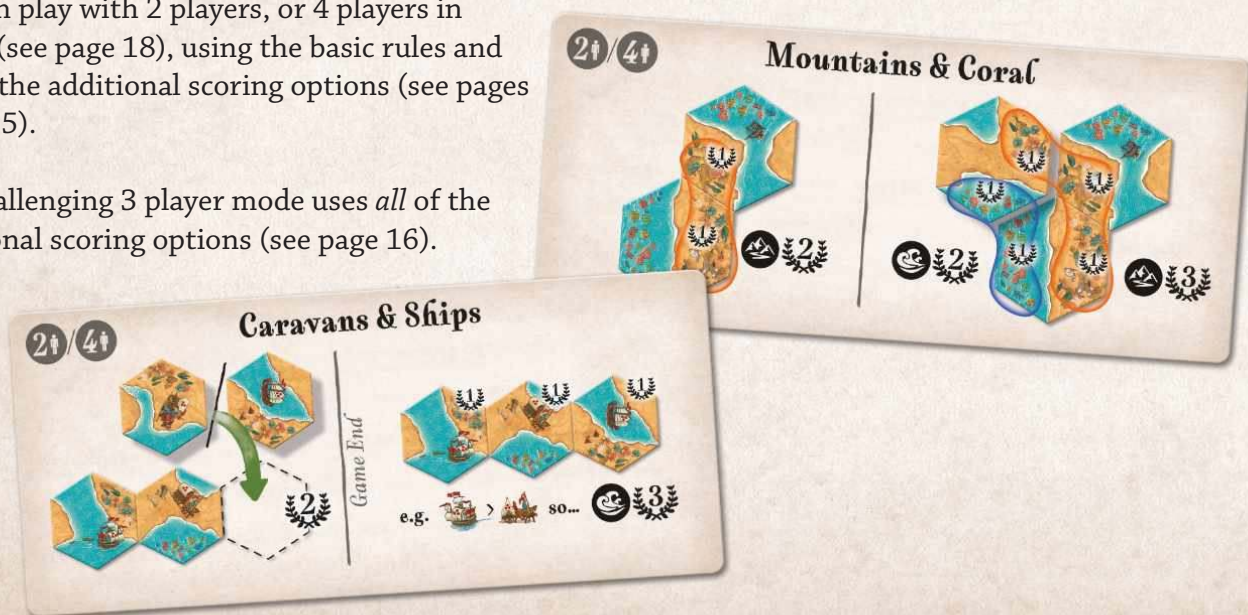 n play with 2 players, or 4 players in
(see page 18), using the basic rules and
the additional scoring options (see pages
5).
allenging 3 player mode uses all of the
onal scoring options (see page 16).
2/4
Mountains & Coral
1
1
2
1
1
1
1
1
2
3
2/4
Caravans & Ships
2
Game End
1
1
1
e.g. > so... 3